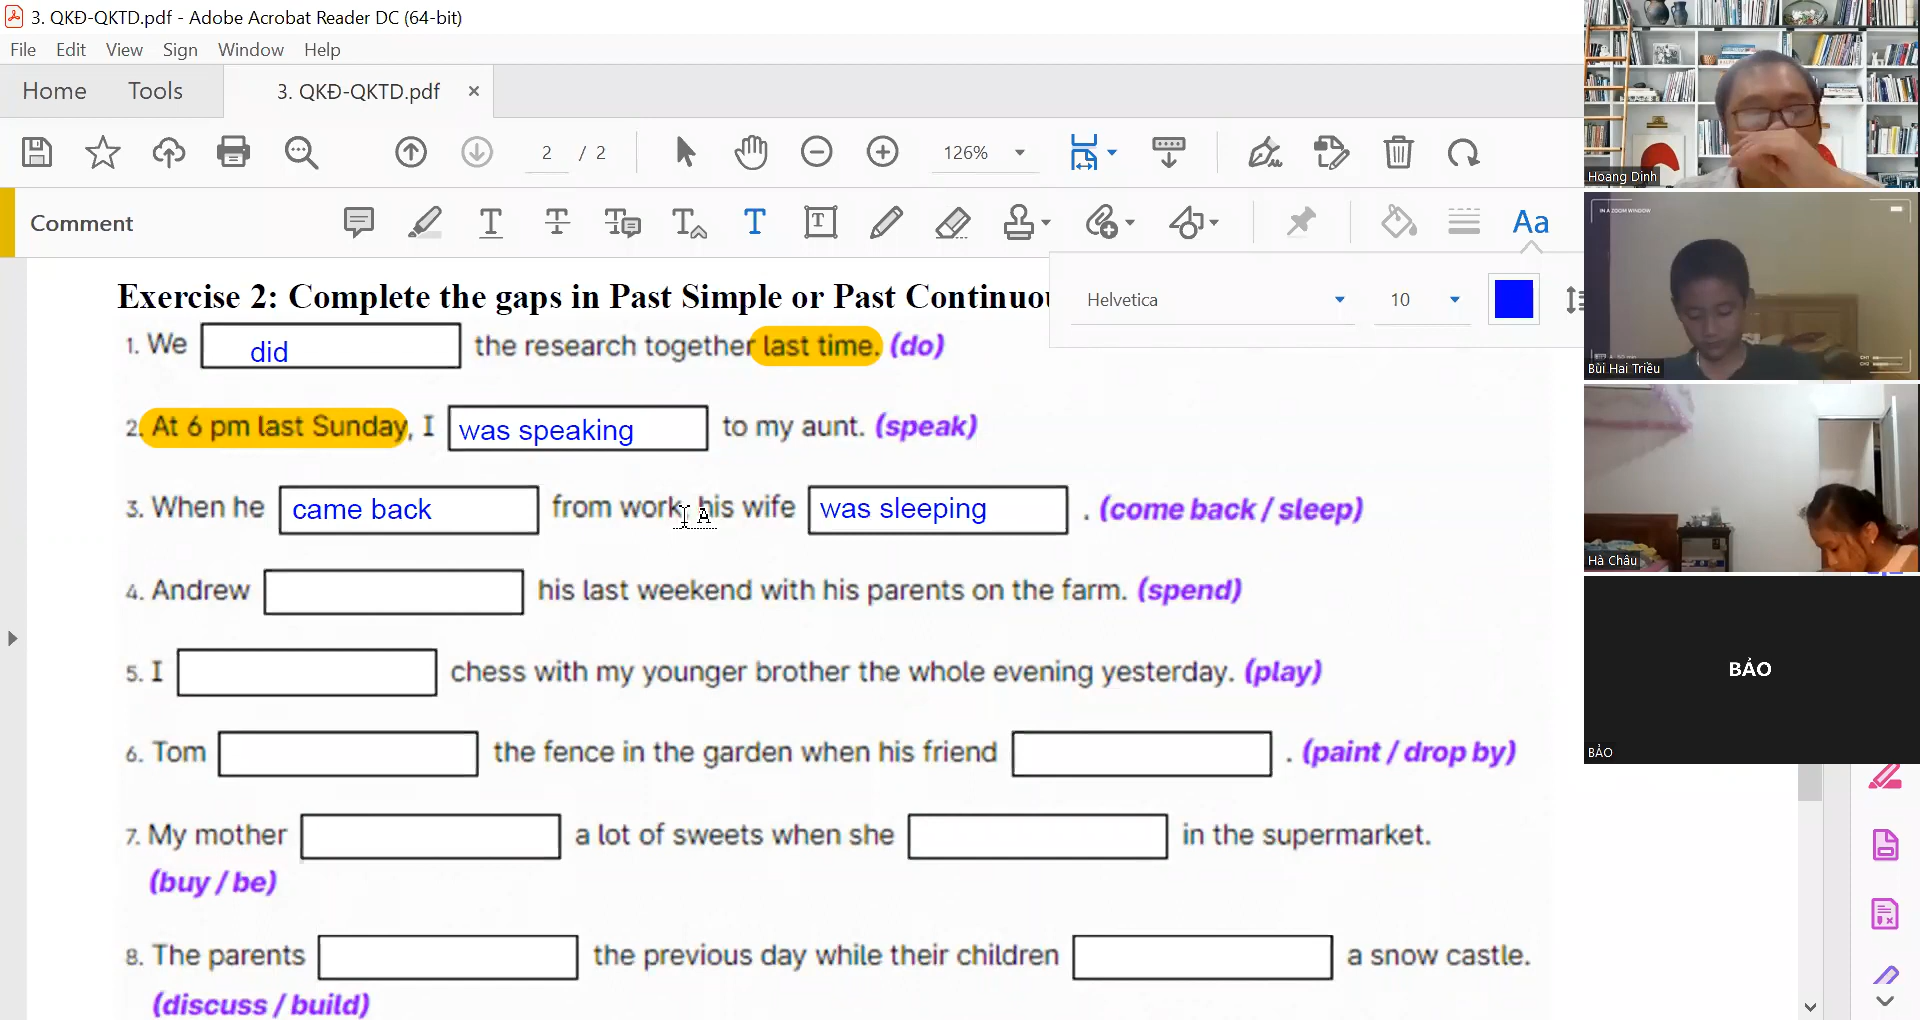 3. QKĐ-QKTD.pdf - Adobe Acrobat Reader DC (64-bit)
File Edit View Sign Window Help
Home Tools 3. QKĐ-QKTD.pdf ×
2 / 2 126%
Comment
Aa
Helvetica 10
Exercise 2: Complete the gaps in Past Simple or Past Continuou
1. We did the research together last time. (do)
2. At 6 pm last Sunday, I was speaking to my aunt. (speak)
3. When he came back from work, his wife was sleeping . (come back / sleep)
4. Andrew his last weekend with his parents on the farm. (spend)
5. I chess with my younger brother the whole evening yesterday. (play)
6. Tom the fence in the garden when his friend . (paint / drop by)
7. My mother a lot of sweets when she in the supermarket.
(buy / be)
8. The parents the previous day while their children a snow castle.
(discuss / build)
Hoang Dinh
IN A ZOOM WINDOW
Bùi Hai Triều
Hà Châu
BẢO
BẢO